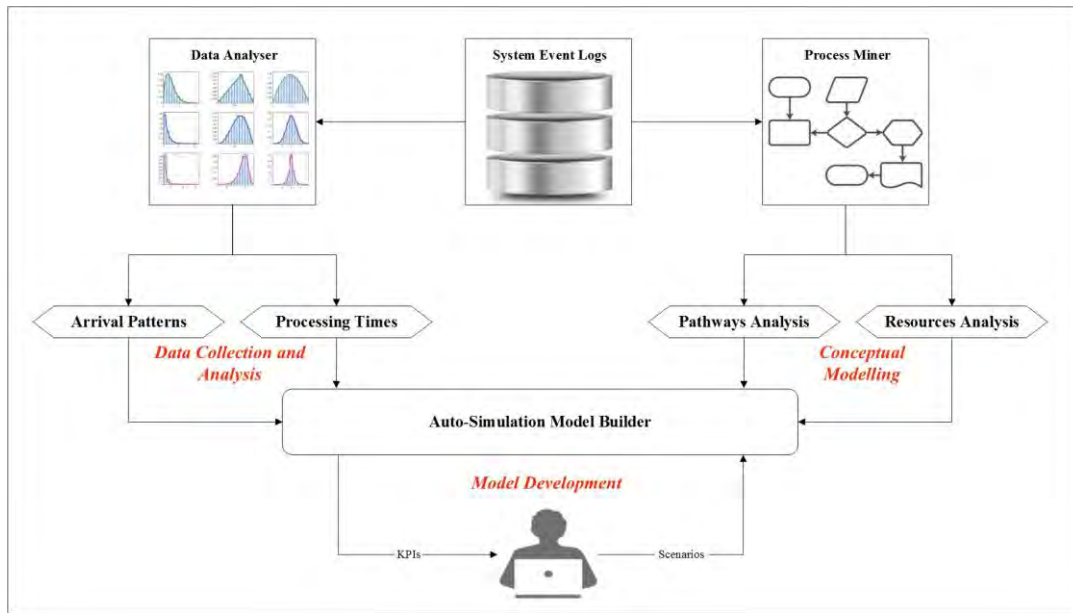 Data Analyser
System Event Logs
Process Miner
Arrival Patterns
Processing Times
Pathways Analysis
Resources Analysis
Data Collection and
Analysis
Conceptual
Modelling
Auto-Simulation Model Builder
Model Development
KPIs
Scenarios